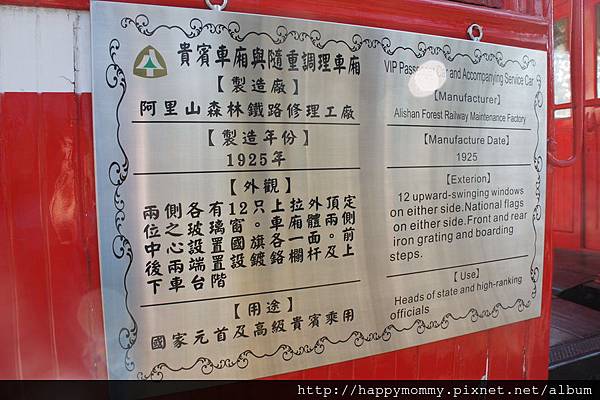 貴賓車廂與隨重調理車廂
【製造廠】
阿里山森林鐵路修理工廠
【製造年份】
1925年
【外觀】
兩側各有12只上拉外頂定
位之玻璃窗。車廂體兩側
中心設置國旗各一面。前
後兩端置設鍍鉻欄杆及上
下車台階
【用途】
國家元首及高級貴賓乘用
VIP Passenger Car and Accompanying Service Car
【Manufacturer】
Alishan Forest Railway Maintenance Factory
【Manufacture Date】
1925
【Exterion】
12 upward-swinging windows
on either side.National flags
on either side.Front and rear
iron grating and boarding
steps.
【Use】
Heads of state and high-ranking
officials
http://happymommy.pixnet.net/album